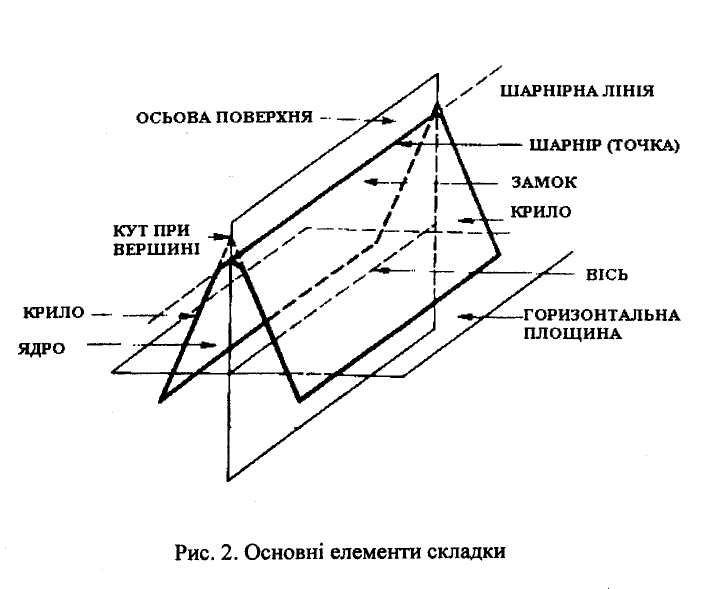 ШАРНІРНА ЛІНІЯ
ОСЬОВА ПОВЕРХНЯ
ШАРНІР (ТОЧКА)
ЗАМОК
КРИЛО
КУТ ПРИ
ВЕРШИНІ
ВІСЬ
КРИЛО
ГОРИЗОНТАЛЬНА
ПЛОЩИНА
ЯДРО
Рис. 2. Основні елементи складки